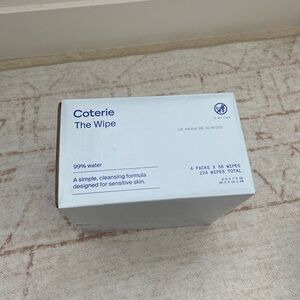 Coterie
The Wipe
99% water
A simple, cleansing formula
designed for sensitive skin.
4 PACKS X 56 WIPES
224 WIPES TOTAL